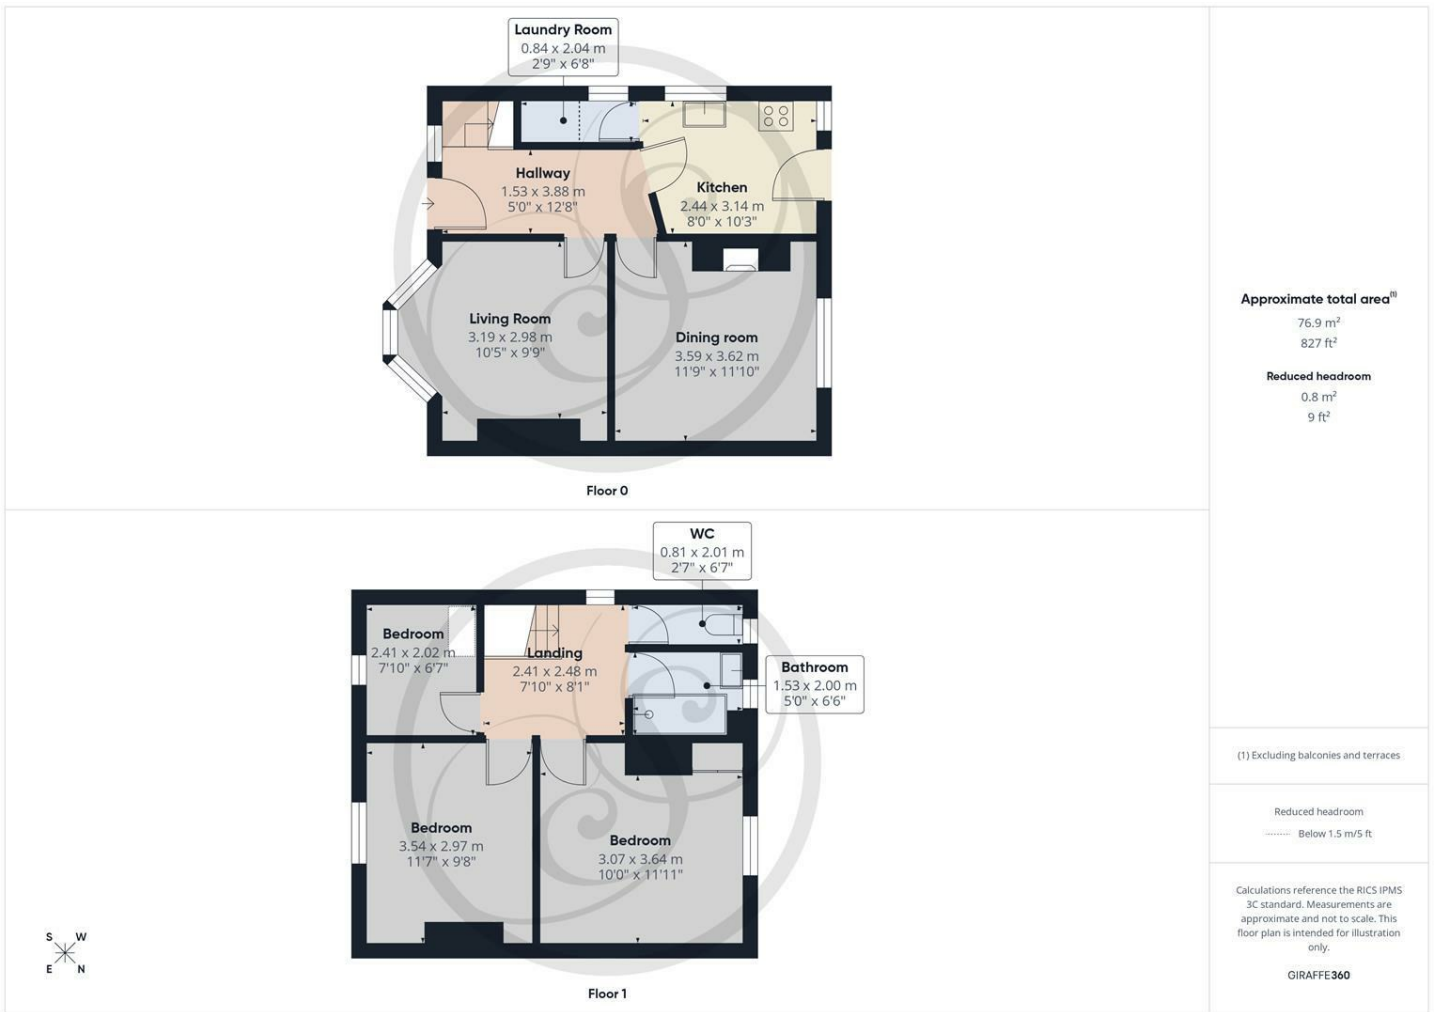 Laundry Room
0.84 x 2.04 m
2'9" x 6'8"
Hallway
1.53 x 3.88 m
5'0" x 12'8"
Kitchen
2.44 x 3.14 m
8'0" x 10'3"
Living Room
3.19 x 2.98 m
10'5" x 9'9"
Dining room
3.59 x 3.62 m
11'9" x 11'10"
Floor 0
WC
0.81 x 2.01 m
2'7" x 6'7"
Bedroom
2.41 x 2.02 m
7'10" x 6'7"
Landing
2.41 x 2.48 m
7'10" x 8'1"
Bathroom
1.53 x 2.00 m
5'0" x 6'6"
Bedroom
3.54 x 2.97 m
11'7" x 9'8"
Bedroom
3.07 x 3.64 m
10'0" x 11'11"
S W
E N
Floor 1
Approximate total area(1)
76.9 m²
827 ft²
Reduced headroom
0.8 m²
9 ft²
(1) Excluding balconies and terraces
Reduced headroom
Below 1.5 m/5 ft
Calculations reference the RICS IPMS
3C standard. Measurements are
approximate and not to scale. This
floor plan is intended for illustration
only.
GIRAFFE360